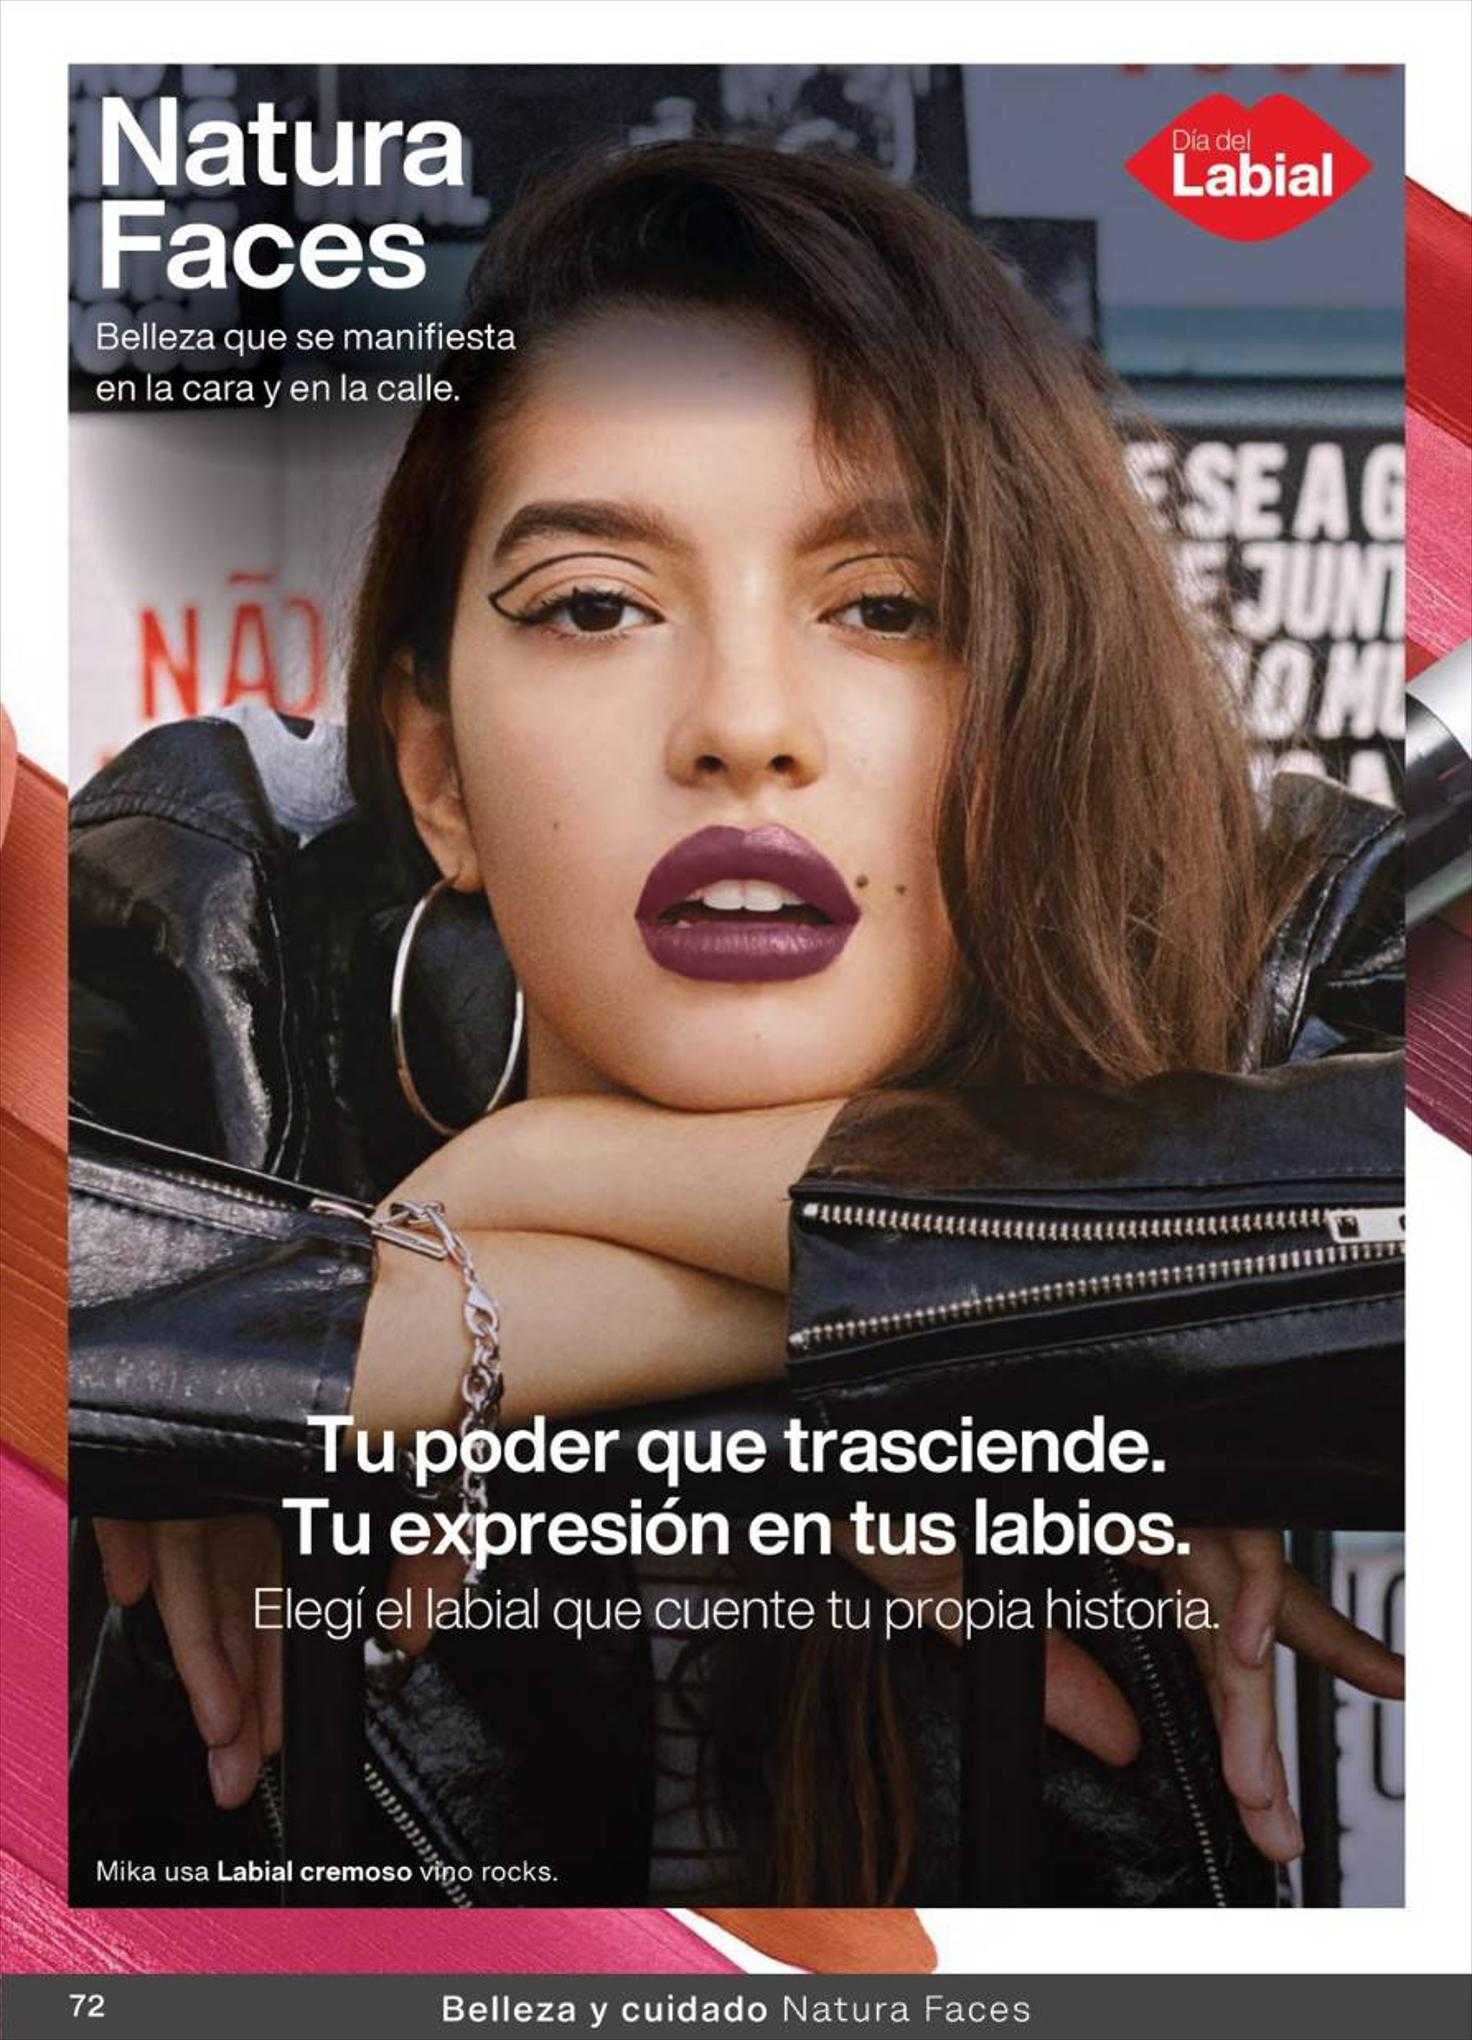 Natura
Faces
Belleza que se manifiesta
en la cara y en la calle.
Día del
Labial
SE A G
JUNT
O MU
NÃO
Tu poder que trasciende.
Tu expresión en tus labios.
Elegí el labial que cuente tu propia historia.
Mika usa Labial cremoso vino rocks.
72
Belleza y cuidado Natura Faces